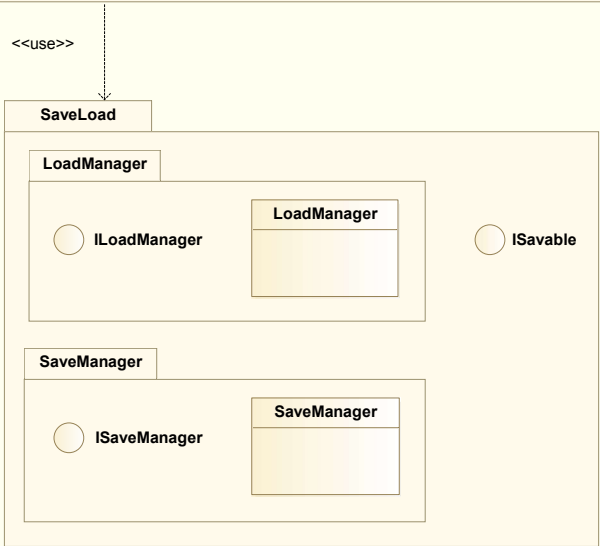 <<use>>
SaveLoad
LoadManager
LoadManager
ILoadManager
ISavable
SaveManager
SaveManager
ISaveManager